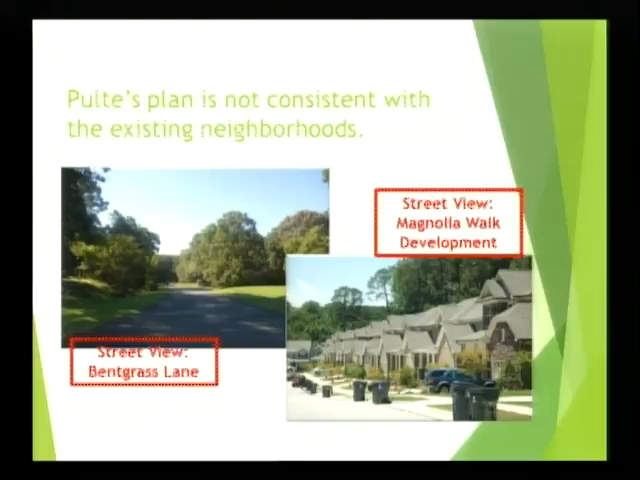 Pulte's plan is not consistent with
the existing neighborhoods.
Street View:
Magnolia Walk
Development
Street View:
Bentgrass Lane